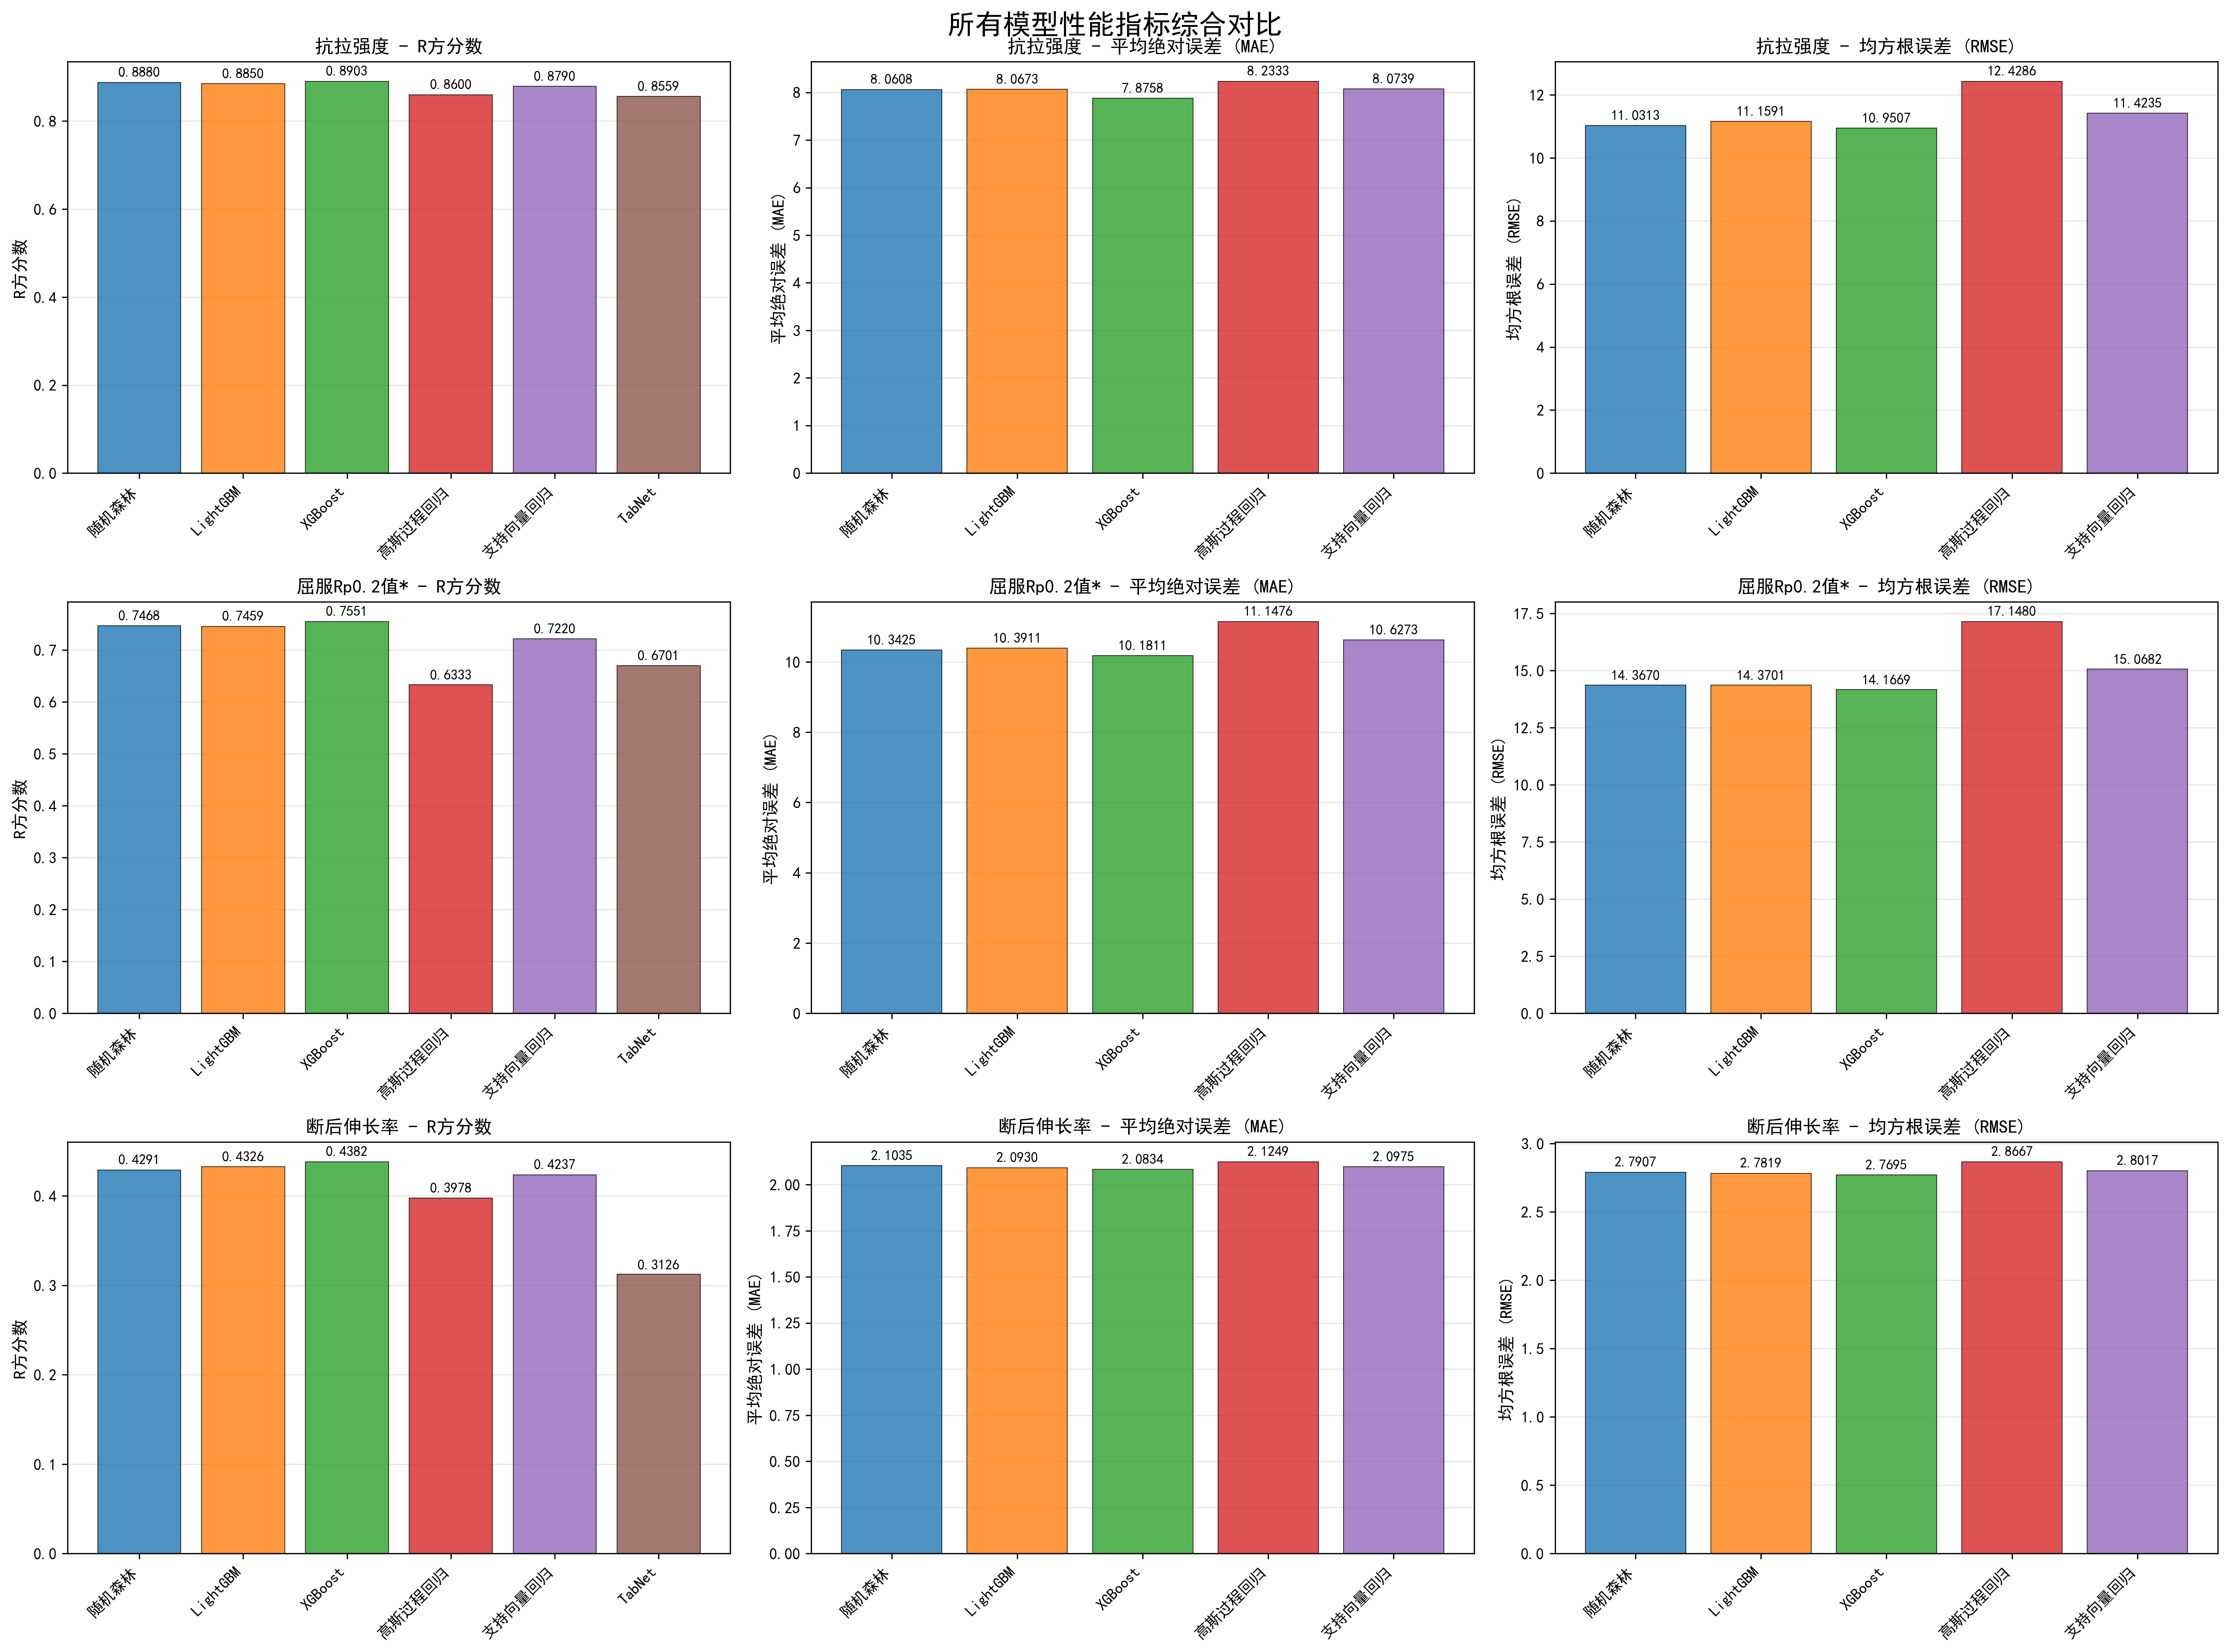 所有模型性能指标综合对比
抗拉强度 - R方分数
R方分数
0.8
0.6
0.4
0.2
0.0
0.8880
0.8850
0.8903
0.8600
0.8790
0.8559
随机森林
LightGBM
XGBoost
高斯过程回归
支持向量回归
TabNet
抗拉强度 - 平均绝对误差 (MAE)
平均绝对误差 (MAE)
8
7
6
5
4
3
2
1
0
8.0608
8.0673
7.8758
8.2333
8.0739
随机森林
LightGBM
XGBoost
高斯过程回归
支持向量回归
抗拉强度 - 均方根误差 (RMSE)
均方根误差 (RMSE)
12
10
8
6
4
2
0
11.0313
11.1591
10.9507
12.4286
11.4235
随机森林
LightGBM
XGBoost
高斯过程回归
支持向量回归
屈服Rp0.2值* - R方分数
R方分数
0.7
0.6
0.5
0.4
0.3
0.2
0.1
0.0
0.7468
0.7459
0.7551
0.6333
0.7220
0.6701
随机森林
LightGBM
XGBoost
高斯过程回归
支持向量回归
TabNet
屈服Rp0.2值* - 平均绝对误差 (MAE)
平均绝对误差 (MAE)
10
8
6
4
2
0
10.3425
10.3911
10.1811
11.1476
10.6273
随机森林
LightGBM
XGBoost
高斯过程回归
支持向量回归
屈服Rp0.2值* - 均方根误差 (RMSE)
均方根误差 (RMSE)
17.5
15.0
12.5
10.0
7.5
5.0
2.5
0.0
14.3670
14.3701
14.1669
17.1480
15.0682
随机森林
LightGBM
XGBoost
高斯过程回归
支持向量回归
断后伸长率 - R方分数
R方分数
0.4
0.3
0.2
0.1
0.0
0.4291
0.4326
0.4382
0.3978
0.4237
0.3126
随机森林
LightGBM
XGBoost
高斯过程回归
支持向量回归
TabNet
断后伸长率 - 平均绝对误差 (MAE)
平均绝对误差 (MAE)
2.00
1.75
1.50
1.25
1.00
0.75
0.50
0.25
0.00
2.1035
2.0930
2.0834
2.1249
2.0975
随机森林
LightGBM
XGBoost
高斯过程回归
支持向量回归
断后伸长率 - 均方根误差 (RMSE)
均方根误差 (RMSE)
3.0
2.5
2.0
1.5
1.0
0.5
0.0
2.7907
2.7819
2.7695
2.8667
2.8017
随机森林
LightGBM
XGBoost
高斯过程回归
支持向量回归